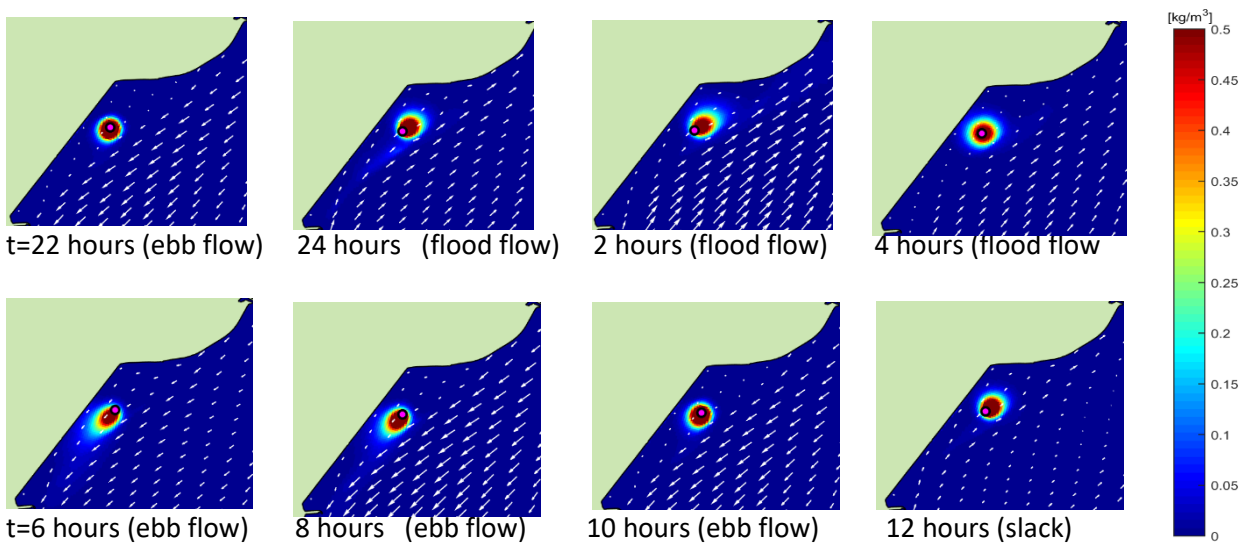 [kg/m³]
0.5
0.45
0.4
0.35
0.3
0.25
0.2
0.15
0.1
0.05
0
t=22 hours (ebb flow)
24 hours (flood flow)
2 hours (flood flow)
4 hours (flood flow
t=6 hours (ebb flow)
8 hours (ebb flow)
10 hours (ebb flow)
12 hours (slack)